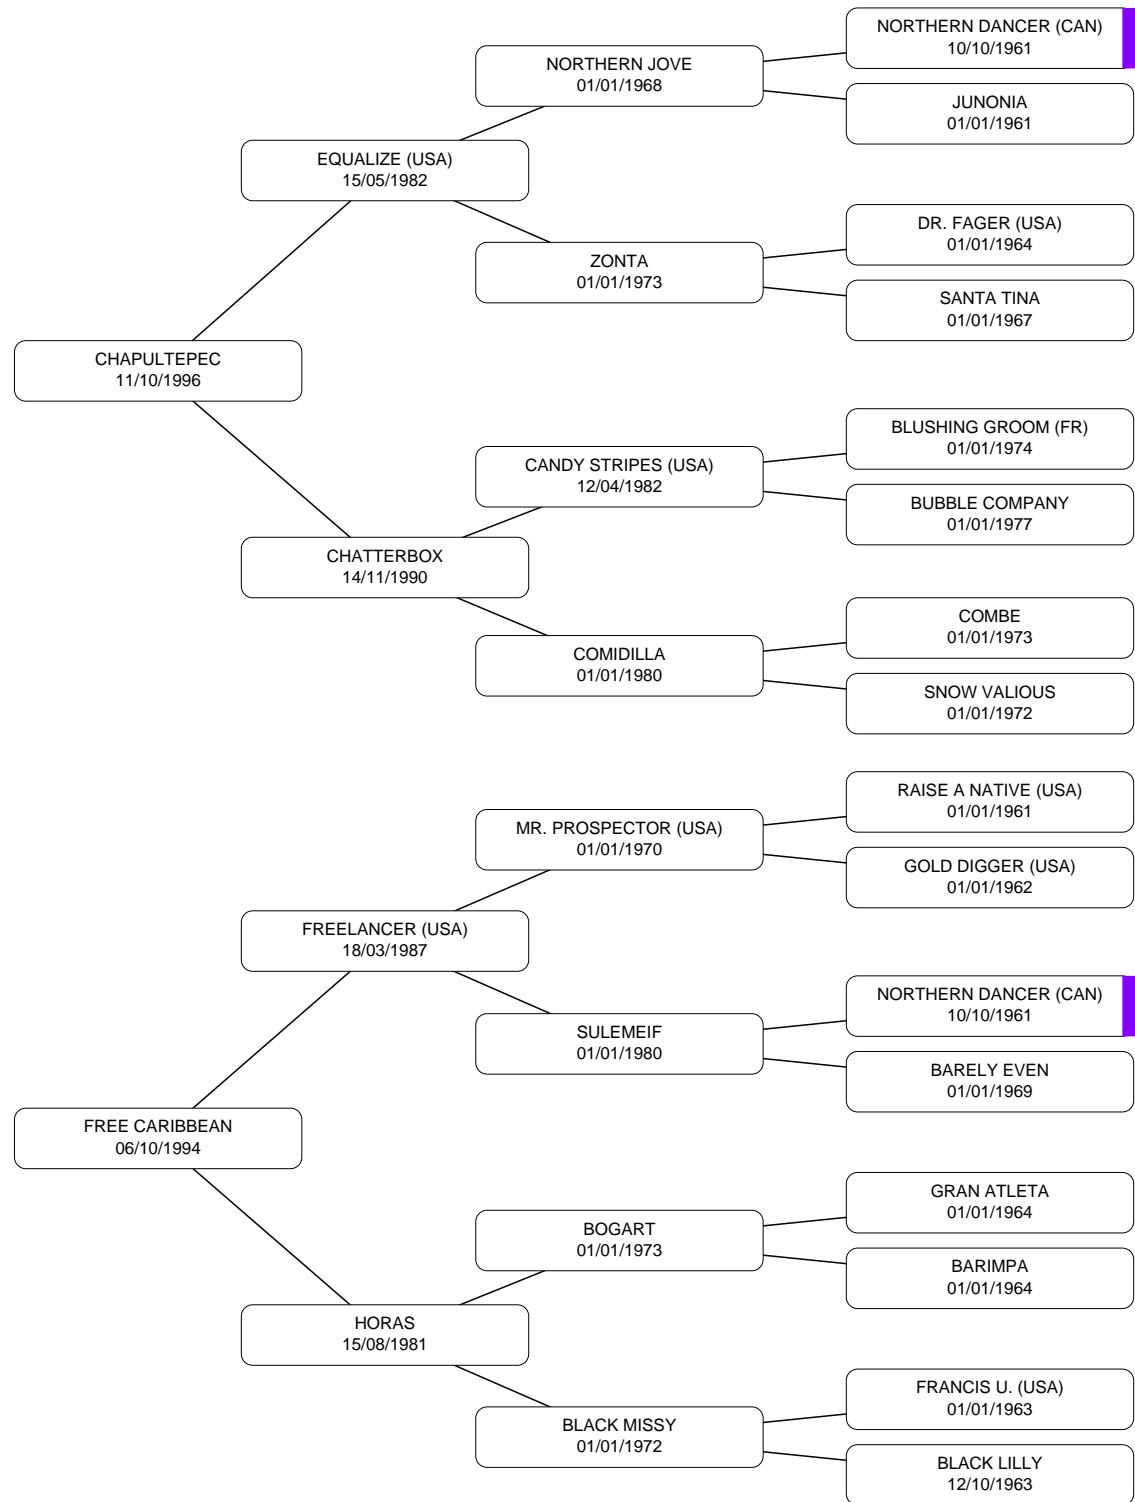 NORTHERN DANCER (CAN)
10/10/1961
NORTHERN JOVE
01/01/1968
JUNONIA
01/01/1961
EQUALIZE (USA)
15/05/1982
DR. FAGER (USA)
01/01/1964
ZONTA
01/01/1973
SANTA TINA
01/01/1967
CHAPULTEPEC
11/10/1996
BLUSHING GROOM (FR)
01/01/1974
CANDY STRIPES (USA)
12/04/1982
BUBBLE COMPANY
01/01/1977
CHATTERBOX
14/11/1990
COMBE
01/01/1973
COMIDILLA
01/01/1980
SNOW VALIOUS
01/01/1972
RAISE A NATIVE (USA)
01/01/1961
MR. PROSPECTOR (USA)
01/01/1970
GOLD DIGGER (USA)
01/01/1962
FREELANCER (USA)
18/03/1987
NORTHERN DANCER (CAN)
10/10/1961
SULEMEIF
01/01/1980
BARELY EVEN
01/01/1969
FREE CARIBBEAN
06/10/1994
GRAN ATLETA
01/01/1964
BOGART
01/01/1973
BARIMPA
01/01/1964
HORAS
15/08/1981
FRANCIS U. (USA)
01/01/1963
BLACK MISSY
01/01/1972
BLACK LILLY
12/10/1963